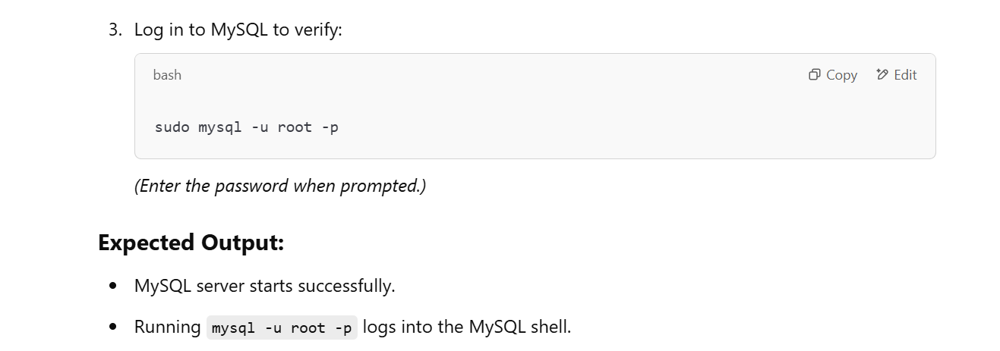 3. Log in to MySQL to verify:
bash
Copy
Edit
sudo mysql -u root -p
(Enter the password when prompted.)
Expected Output:
• MySQL server starts successfully.
• Running mysql -u root -p logs into the MySQL shell.